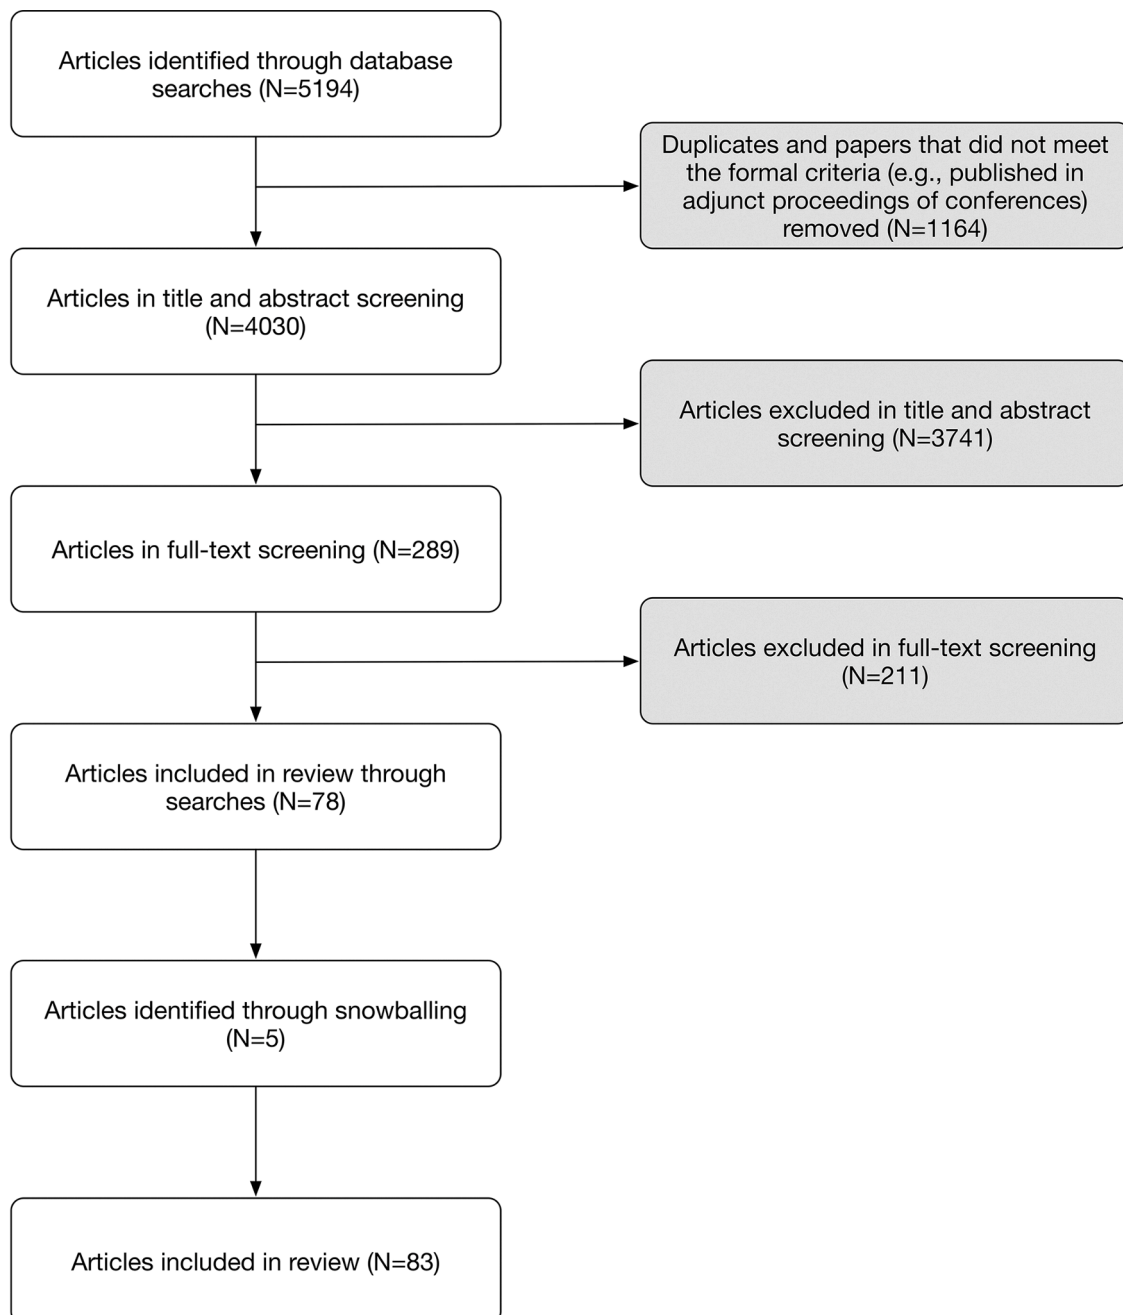 Articles identified through database
searches (N=5194)
Duplicates and papers that did not meet
the formal criteria (e.g., published in
adjunct proceedings of conferences)
removed (N=1164)
Articles in title and abstract screening
(N=4030)
Articles excluded in title and abstract
screening (N=3741)
Articles in full-text screening (N=289)
Articles excluded in full-text screening
(N=211)
Articles included in review through
searches (N=78)
Articles identified through snowballing
(N=5)
Articles included in review (N=83)